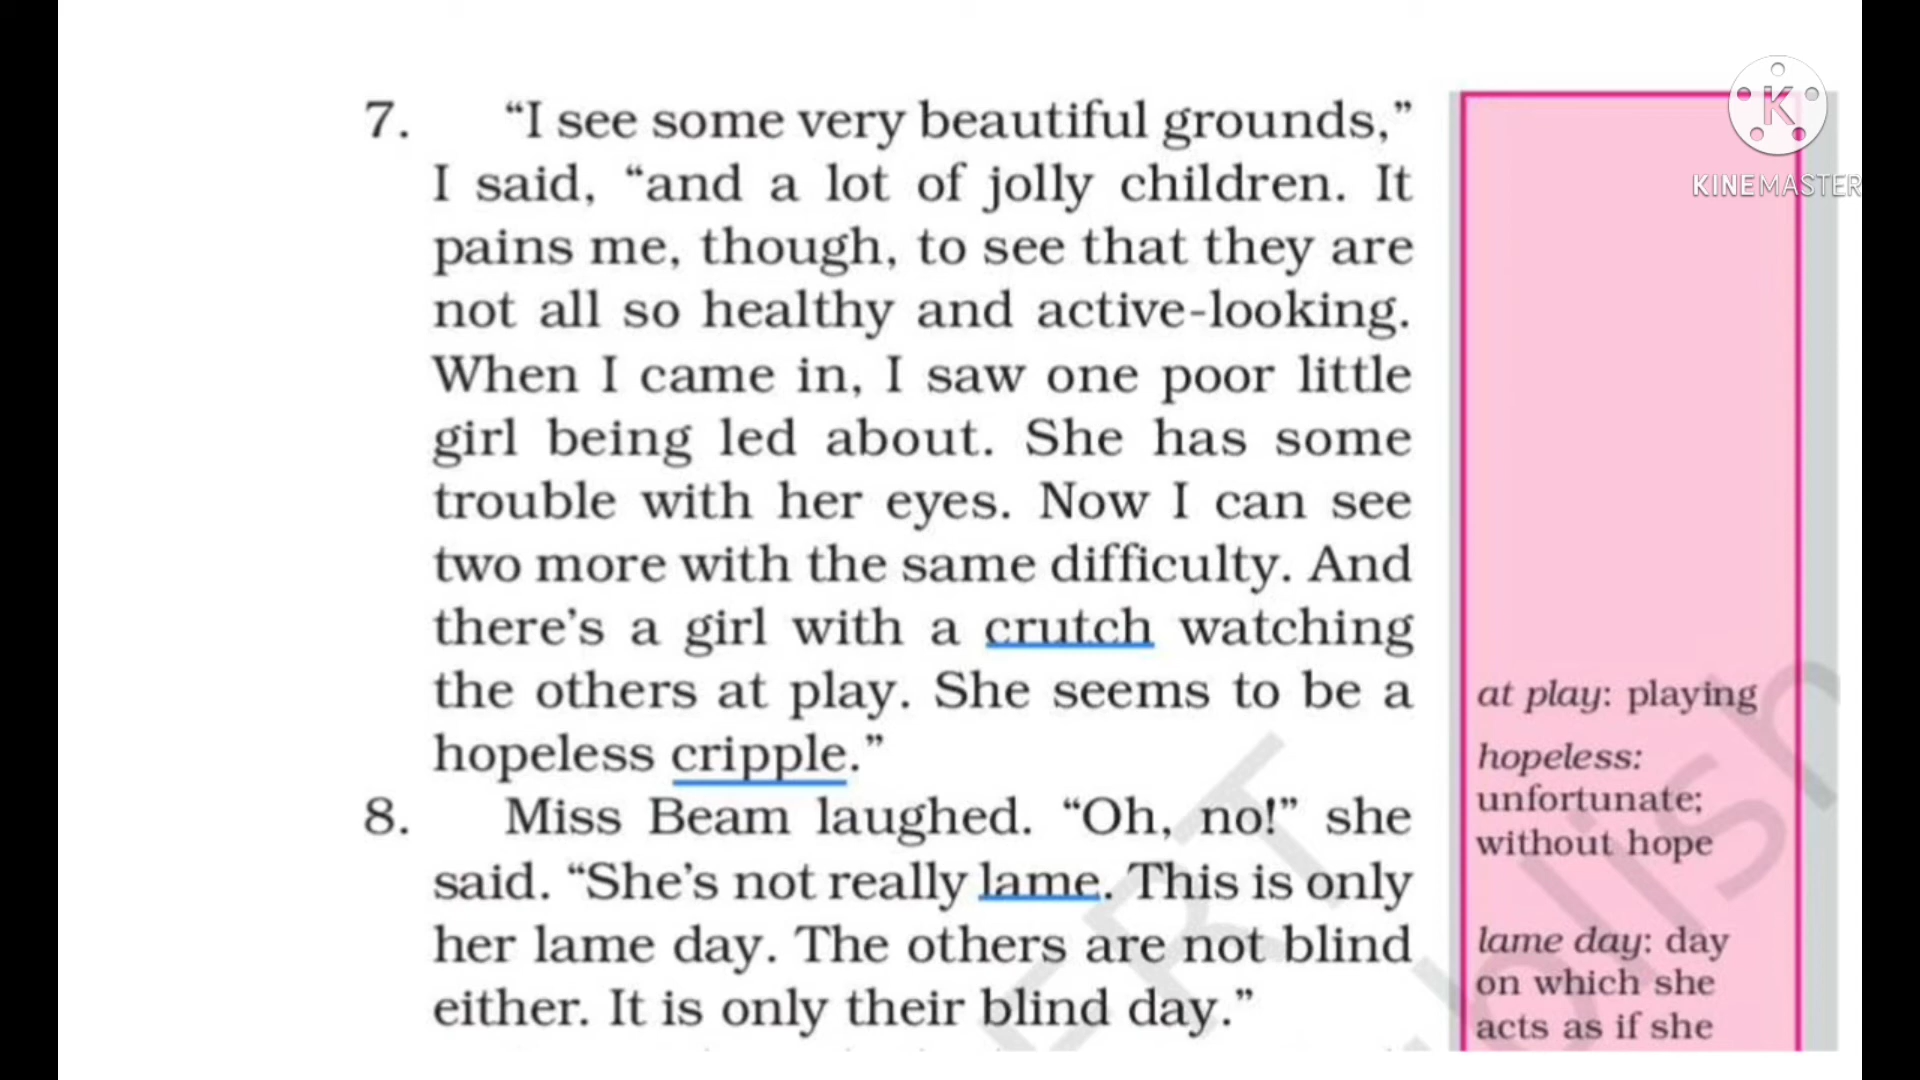 7. “I see some very beautiful grounds,”
I said, “and a lot of jolly children. It
pains me, though, to see that they are
not all so healthy and active-looking.
When I came in, I saw one poor little
girl being led about. She has some
trouble with her eyes. Now I can see
two more with the same difficulty. And
there’s a girl with a crutch watching
the others at play. She seems to be a
hopeless cripple.”
8. Miss Beam laughed. “Oh, no!” she
said. “She’s not really lame. This is only
her lame day. The others are not blind
either. It is only their blind day.”
K
KINEMASTER
at play: playing
hopeless:
unfortunate;
without hope
lame day: day
on which she
acts as if she